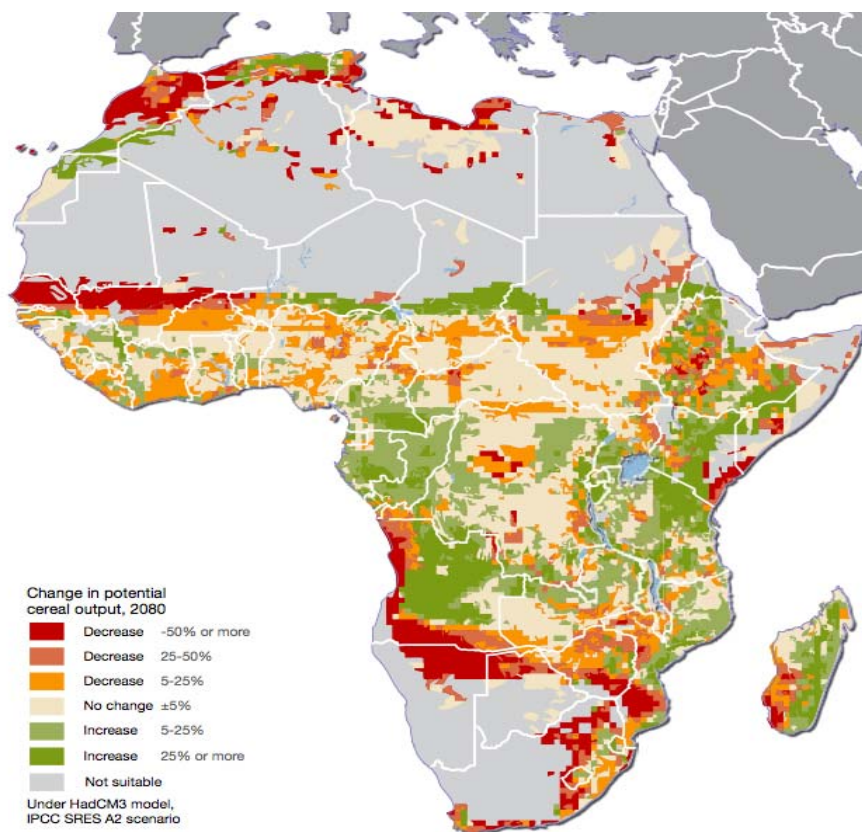 Change in potential
cereal output, 2080
Decrease -50% or more
Decrease 25-50%
Decrease 5-25%
No change ±5%
Increase 5-25%
Increase 25% or more
Not suitable
Under HadCM3 model,
IPCC SRES A2 scenario